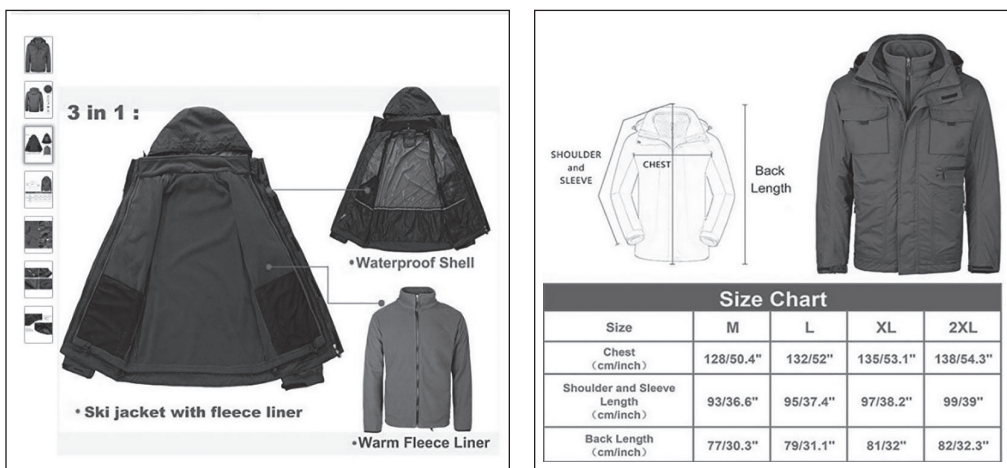 3 in 1 :
•Waterproof Shell
• Ski jacket with fleece liner
•Warm Fleece Liner
SHOULDER
and
SLEEVE
CHEST
Back
Length
Size Chart
Size M L XL 2XL
Chest
(cm/inch) 128/50.4" 132/52" 135/53.1" 138/54.3"
Shoulder and Sleeve
Length
(cm/inch) 93/36.6" 95/37.4" 97/38.2" 99/39"
Back Length
(cm/inch) 77/30.3" 79/31.1" 81/32" 82/32.3"